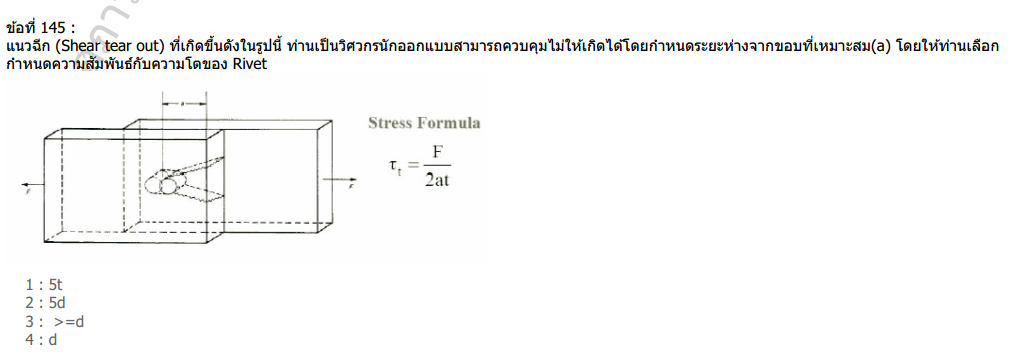 ข้อที่ 145 :
แนวฉีก (Shear tear out) ที่เกิดขึ้นดังในรูปนี้ ท่านเป็นวิศวกรนักออกแบบสามารถควบคุมไม่ให้เกิดได้โดยกำหนดระยะห่างจากขอบที่เหมาะสม(a) โดยให้ท่านเลือก
กำหนดความสัมพันธ์กับความโตของ Rivet
a
Stress Formula
τt = F / 2at
F
F
1 : 5t
2 : 5d
3 : >=d
4 : d